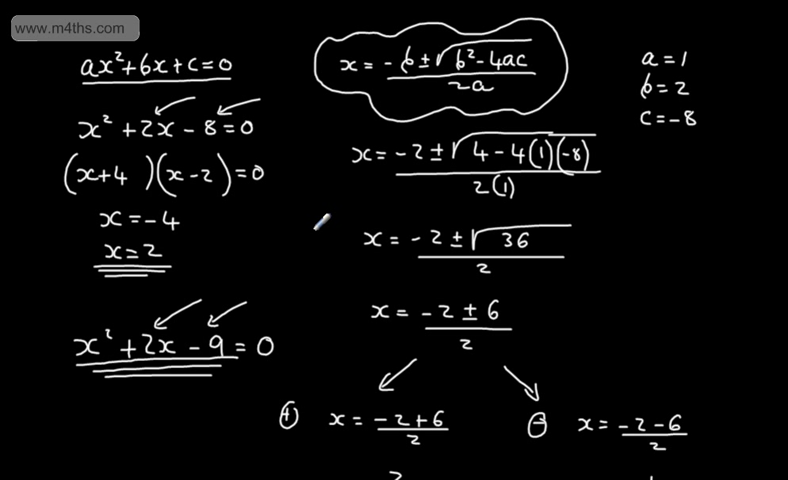 www.m4ths.com
ax²+bx+c=0
x² +2x - 8 = 0
(x+4 )(x-2)=0
x = -4
x=2
x² +2x - 9 = 0
x = -b±√b²-4ac / 2a
a = 1
b = 2
c = -8
x = -2 ± √4 - 4(1)(-8) / 2(1)
x = -2 ± √36 / 2
x = -2 ± 6 / 2
⊕ x = -2+6 / 2
⊖ x = -2-6 / 2